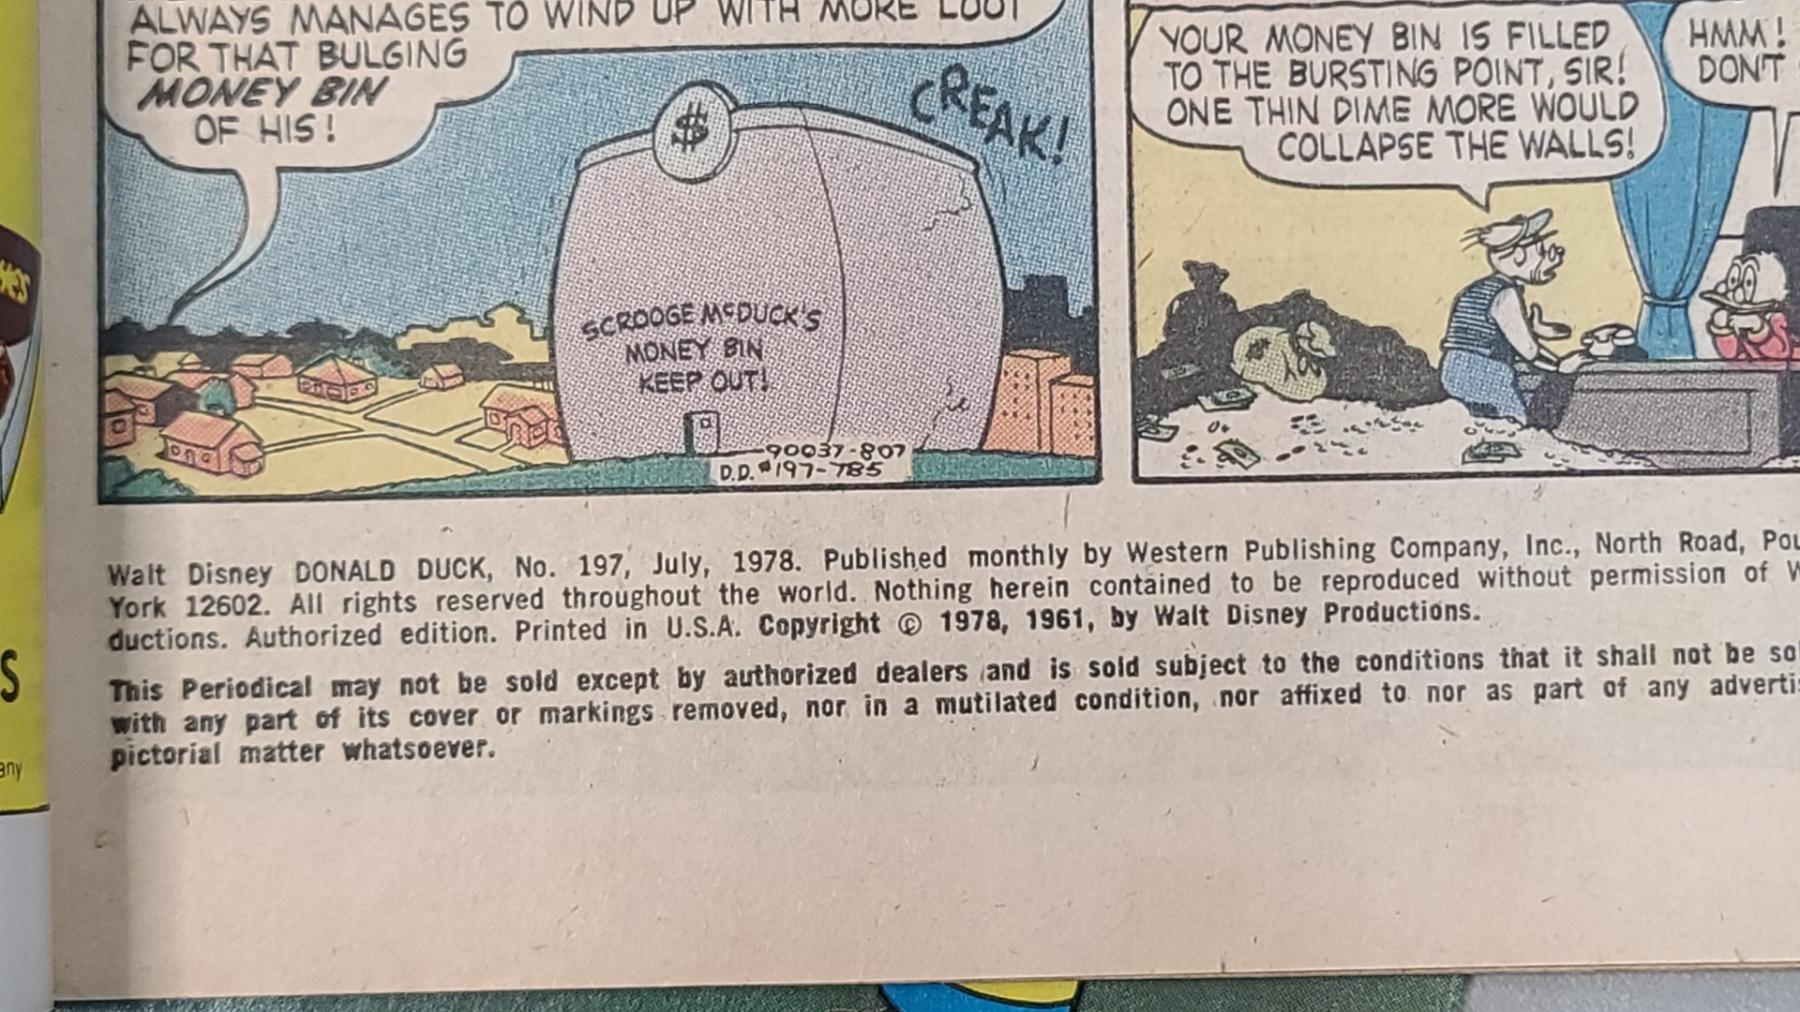 ALWAYS MANAGES TO WIND UP WITH MORE LOOT
FOR THAT BULGING
MONEY BIN
OF HIS!
CREAK!
$
SCROOGE McDUCK'S
MONEY BIN
KEEP OUT!
90037-807
D.D. #197-785
YOUR MONEY BIN IS FILLED
TO THE BURSTING POINT, SIR!
ONE THIN DIME MORE WOULD
COLLAPSE THE WALLS!
HMM!
DON'T
Walt Disney DONALD DUCK, No. 197, July, 1978. Published monthly by Western Publishing Company, Inc., North Road,
York 12602. All rights reserved throughout the world. Nothing herein contained to be reproduced without permission of
ductions. Authorized edition. Printed in U.S.A. Copyright © 1978, 1961, by Walt Disney Productions.
This Periodical may not be sold except by authorized dealers and is sold subject to the conditions that it shall not be
with any part of its cover or markings removed, nor in a mutilated condition, nor affixed to nor as part of any
pictorial matter whatsoever.